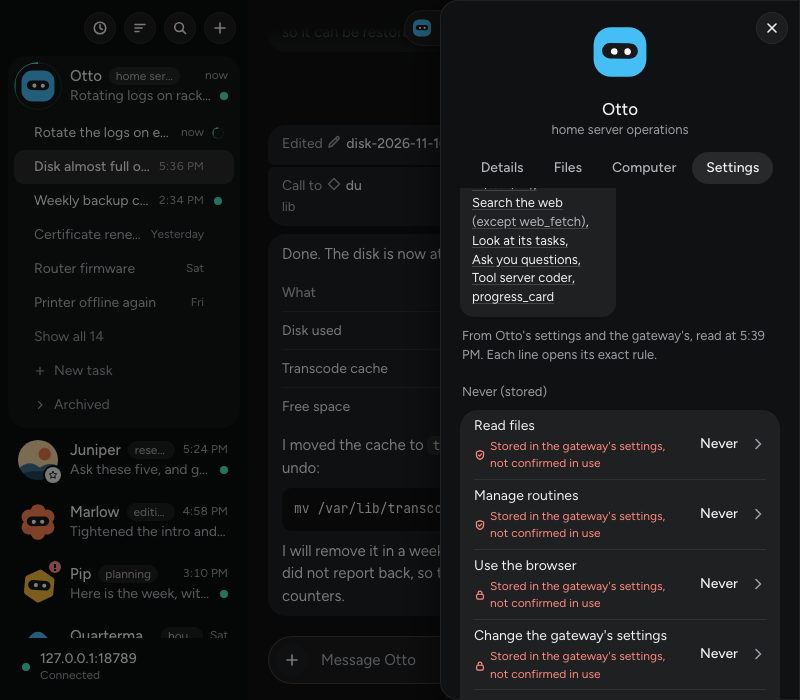 Otto home ser... now
Rotating logs on rack...
Rotate the logs on e... now
Disk almost full o... 5:36 PM
Weekly backup c... 2:34 PM
Certificate rene... Yesterday
Router firmware Sat
Printer offline again Fri
Show all 14
+ New task
> Archived
Juniper rese... 5:24 PM
Ask these five, and g...
Marlow editi... 4:58 PM
Tightened the intro and...
Pip planning 3:10 PM
Here is the week, wit...
Quarterma hou Sat
127.0.0.1:18789
Connected
so it can be restor
Edited disk-2026-11-1
Call to du
lib
Done. The disk is now at
What
Disk used
Transcode cache
Free space
I moved the cache to
undo:
mv /var/lib/transco
I will remove it in a week
did not report back, so t
counters.
+ Message Otto
Otto
home server operations
Details Files Computer Settings
Search the web
(except web_fetch),
Look at its tasks,
Ask you questions,
Tool server coder,
progress_card
From Otto's settings and the gateway's, read at 5:39
PM. Each line opens its exact rule.
Never (stored)
Read files
Stored in the gateway's settings,
not confirmed in use
Never
Manage routines
Stored in the gateway's settings,
not confirmed in use
Never
Use the browser
Stored in the gateway's settings,
not confirmed in use
Never
Change the gateway's settings
Stored in the gateway's settings,
not confirmed in use
Never